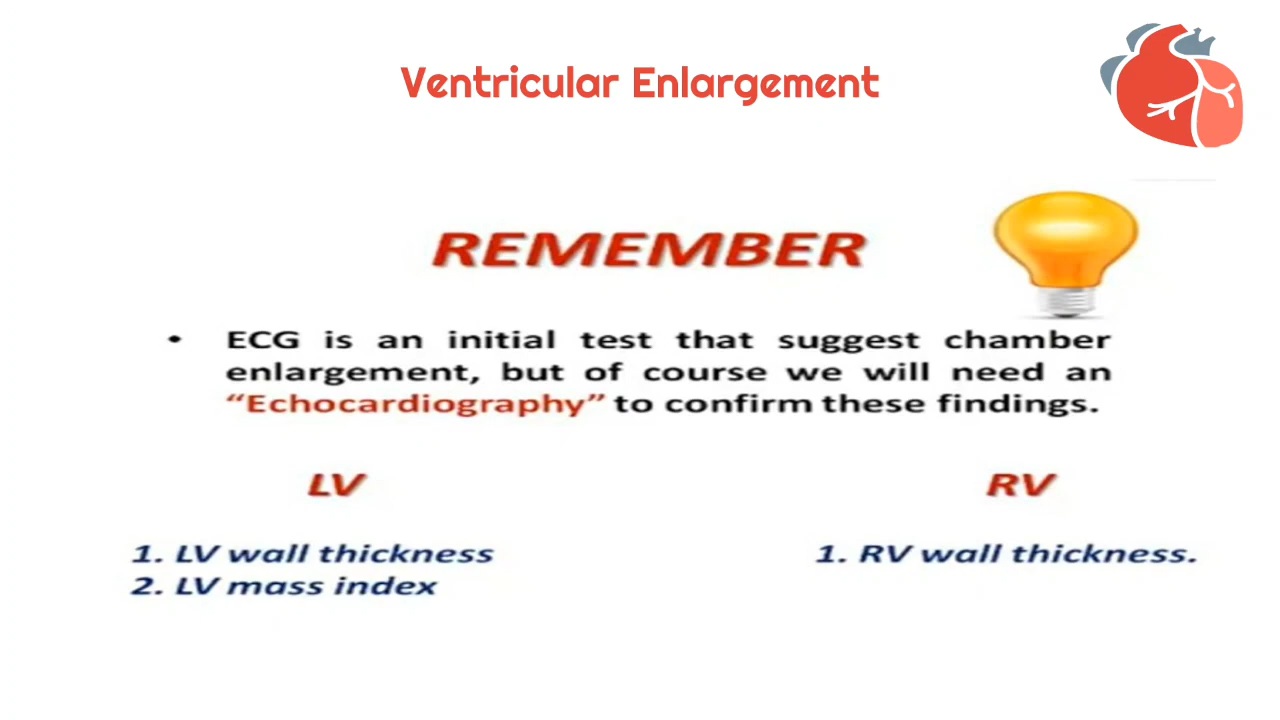 Ventricular Enlargement
REMEMBER
• ECG is an initial test that suggest chamber
enlargement, but of course we will need an
“Echocardiography” to confirm these findings.
LV
1. LV wall thickness
2. LV mass index
RV
1. RV wall thickness.